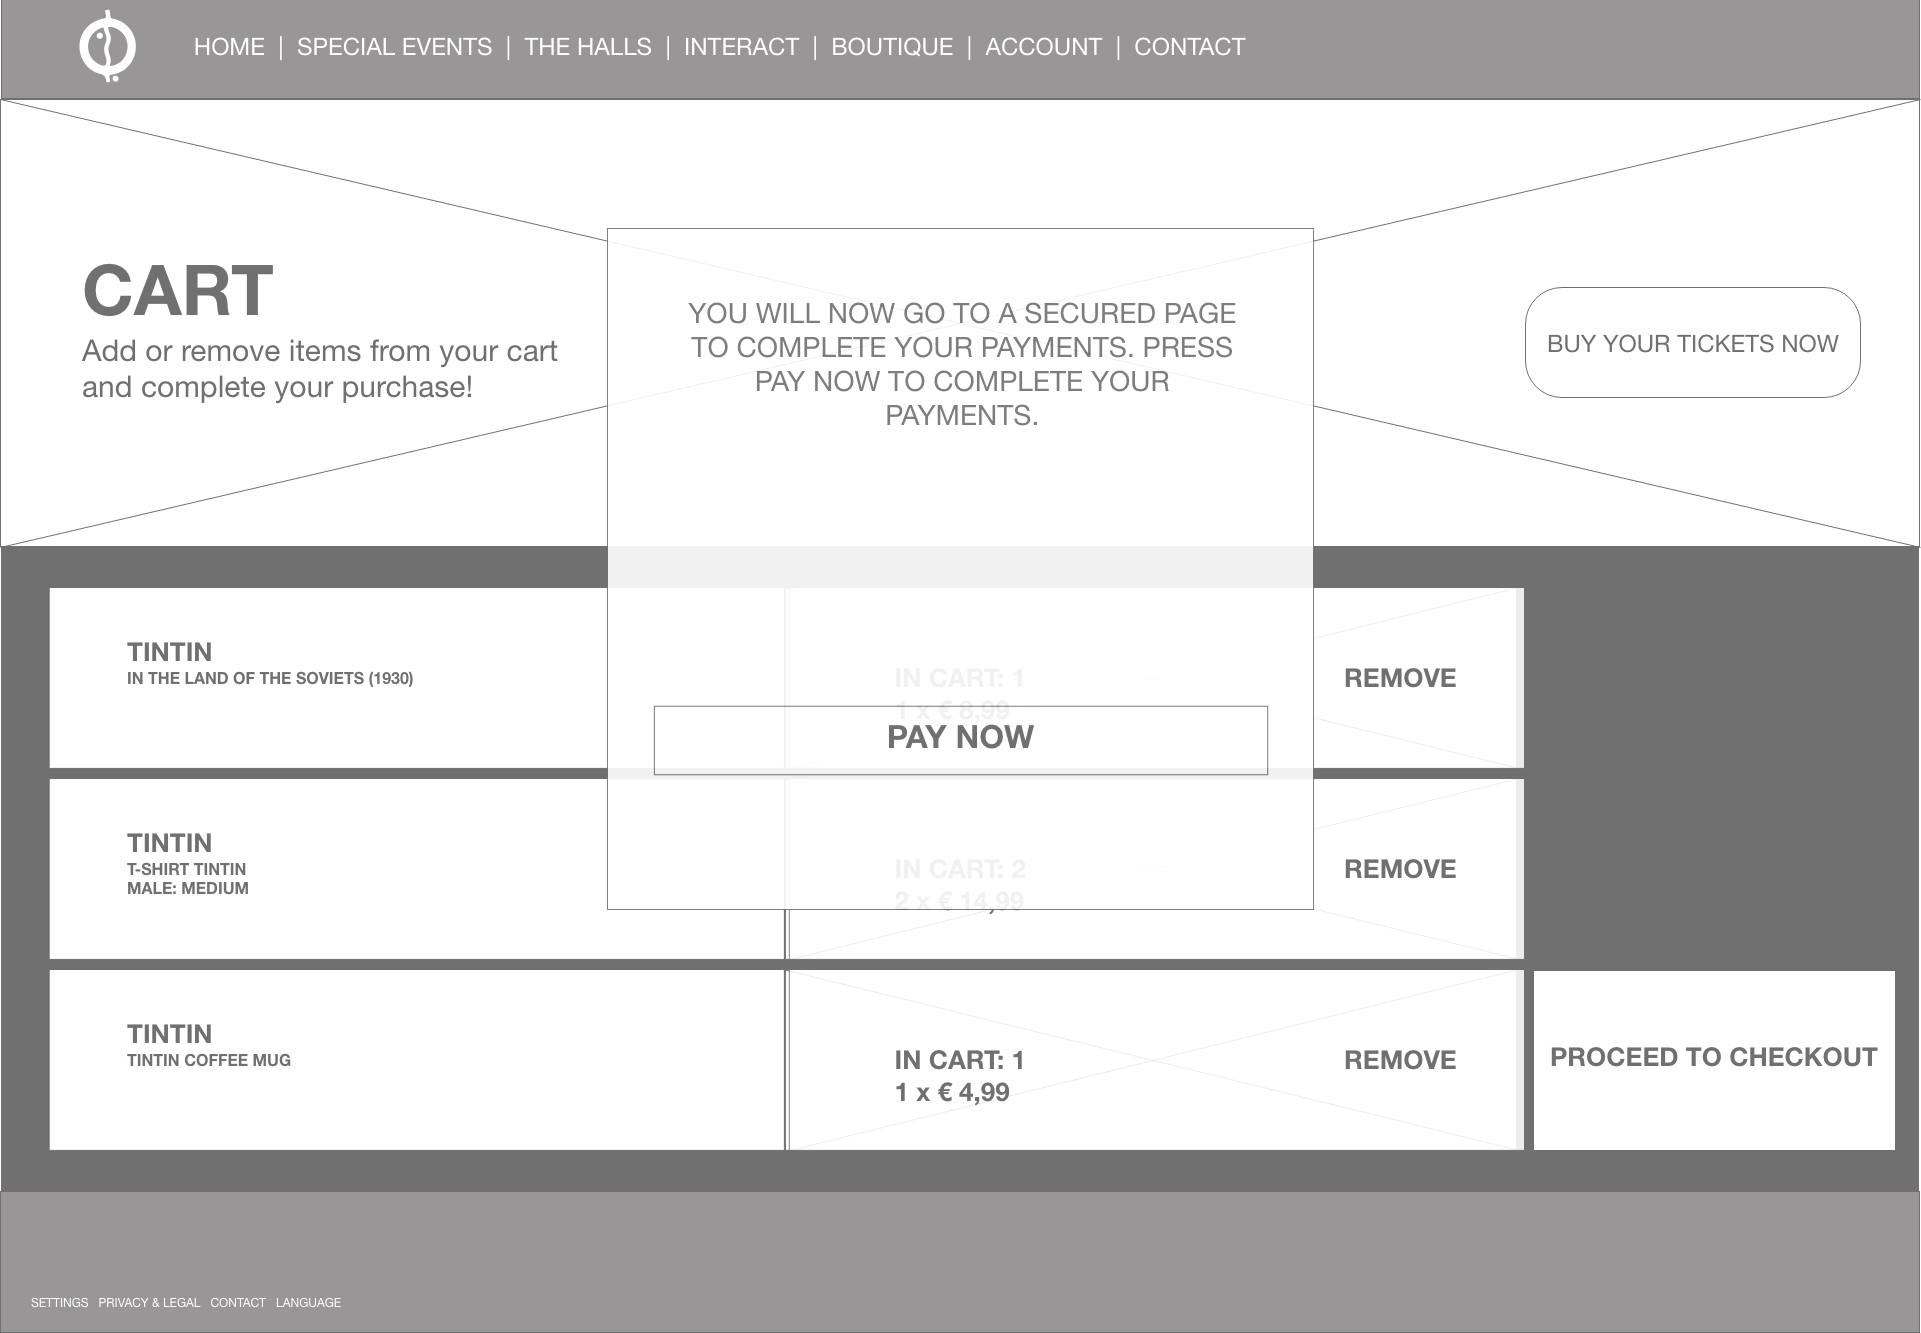 HOME | SPECIAL EVENTS | THE HALLS | INTERACT | BOUTIQUE | ACCOUNT | CONTACT
CART
Add or remove items from your cart
and complete your purchase!
YOU WILL NOW GO TO A SECURED PAGE
TO COMPLETE YOUR PAYMENTS. PRESS
PAY NOW TO COMPLETE YOUR
PAYMENTS.
BUY YOUR TICKETS NOW
TINTIN
IN THE LAND OF THE SOVIETS (1930)
IN CART: 1
1 x € 8,99
REMOVE
PAY NOW
TINTIN
T-SHIRT TINTIN
MALE: MEDIUM
IN CART: 2
2 x € 14,99
REMOVE
TINTIN
TINTIN COFFEE MUG
IN CART: 1
1 x € 4,99
REMOVE
PROCEED TO CHECKOUT
SETTINGS PRIVACY & LEGAL CONTACT LANGUAGE